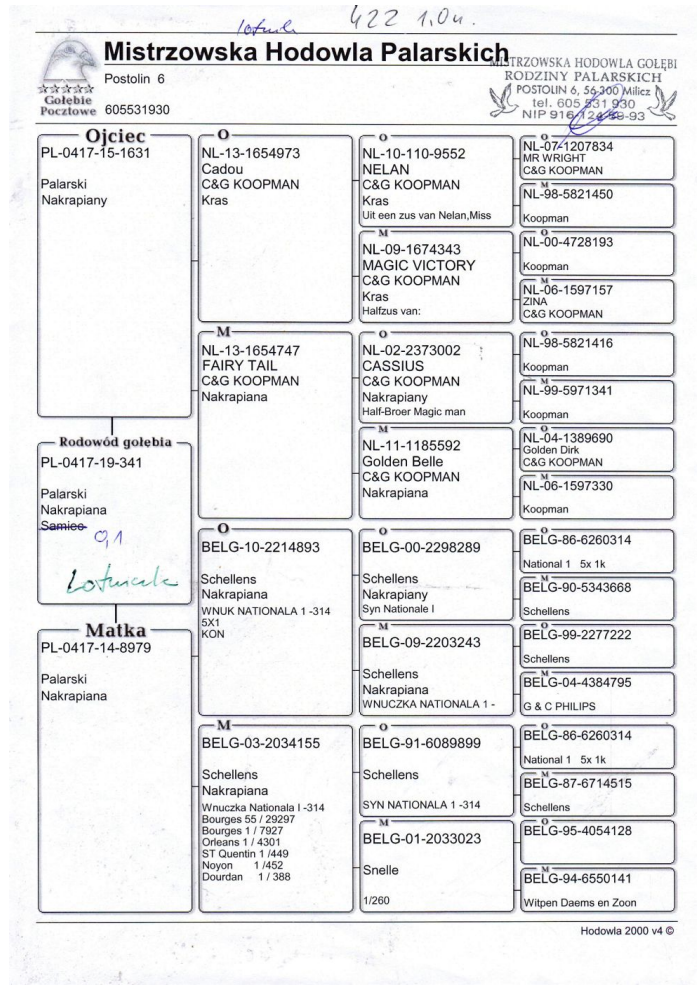 lotnik 422 1.0u.
Mistrzowska Hodowla Palarskich
Postolin 6
605531930
Gołębie
Pocztowe
MISTRZOWSKA HODOWLA GOŁĘBI
RODZINY PALARSKICH
POSTOLIN 6, 56-300 Milicz
tel. 605 531 930
NIP 916-124-59-93
Ojciec
PL-0417-15-1631
Palarski
Nakrapiany
Rodowód gołębia
PL-0417-19-341
Palarski
Nakrapiana
Samiec
0,1
Matka
PL-0417-14-8979
Palarski
Nakrapiana
O
NL-13-1654973
Cadou
C&G KOOPMAN
Kras
M
NL-13-1654747
FAIRY TAIL
C&G KOOPMAN
Nakrapiana
O
BELG-10-2214893
Schellens
Nakrapiana
WNUK NATIONALA 1 -314
5X1
KON
M
BELG-03-2034155
Schellens
Nakrapiana
Wnuczka Nationala I -314
Bourges 55 / 29297
Bourges 1 / 7927
Orleans 1 / 4301
ST Quentin 1 /449
Noyon 1 /452
Dourdan 1 / 388
O
NL-10-110-9552
NELAN
C&G KOOPMAN
Kras
Uit een zus van Nelan,Miss
M
NL-09-1674343
MAGIC VICTORY
C&G KOOPMAN
Kras
Halfzus van:
O
NL-02-2373002
CASSIUS
C&G KOOPMAN
Nakrapiany
Half-Broer Magic man
M
NL-11-1185592
Golden Belle
C&G KOOPMAN
Nakrapiana
O
BELG-00-2298289
Schellens
Nakrapiany
Syn Nationale I
M
BELG-09-2203243
Schellens
Nakrapiana
WNUCZKA NATIONALA 1 -
O
BELG-91-6089899
Schellens
SYN NATIONALA 1 -314
M
BELG-01-2033023
Snelle
1/260
O
NL-07-1207834
MR WRIGHT
C&G KOOPMAN
M
NL-98-5821450
Koopman
O
NL-00-4728193
Koopman
M
NL-06-1597157
ZINA
C&G KOOPMAN
O
NL-98-5821416
Koopman
M
NL-99-5971341
Koopman
O
NL-04-1389690
Golden Dirk
C&G KOOPMAN
M
NL-06-1597330
Koopman
O
BELG-86-6260314
National 1 5x 1k
M
BELG-90-5343668
Schellens
O
BELG-99-2277222
Schellens
M
BELG-04-4384795
G & C PHILIPS
O
BELG-86-6260314
National 1 5x 1k
M
BELG-87-6714515
Schellens
O
BELG-95-4054128
M
BELG-94-6550141
Witpen Daems en Zoon
Hodowla 2000 v4 ©